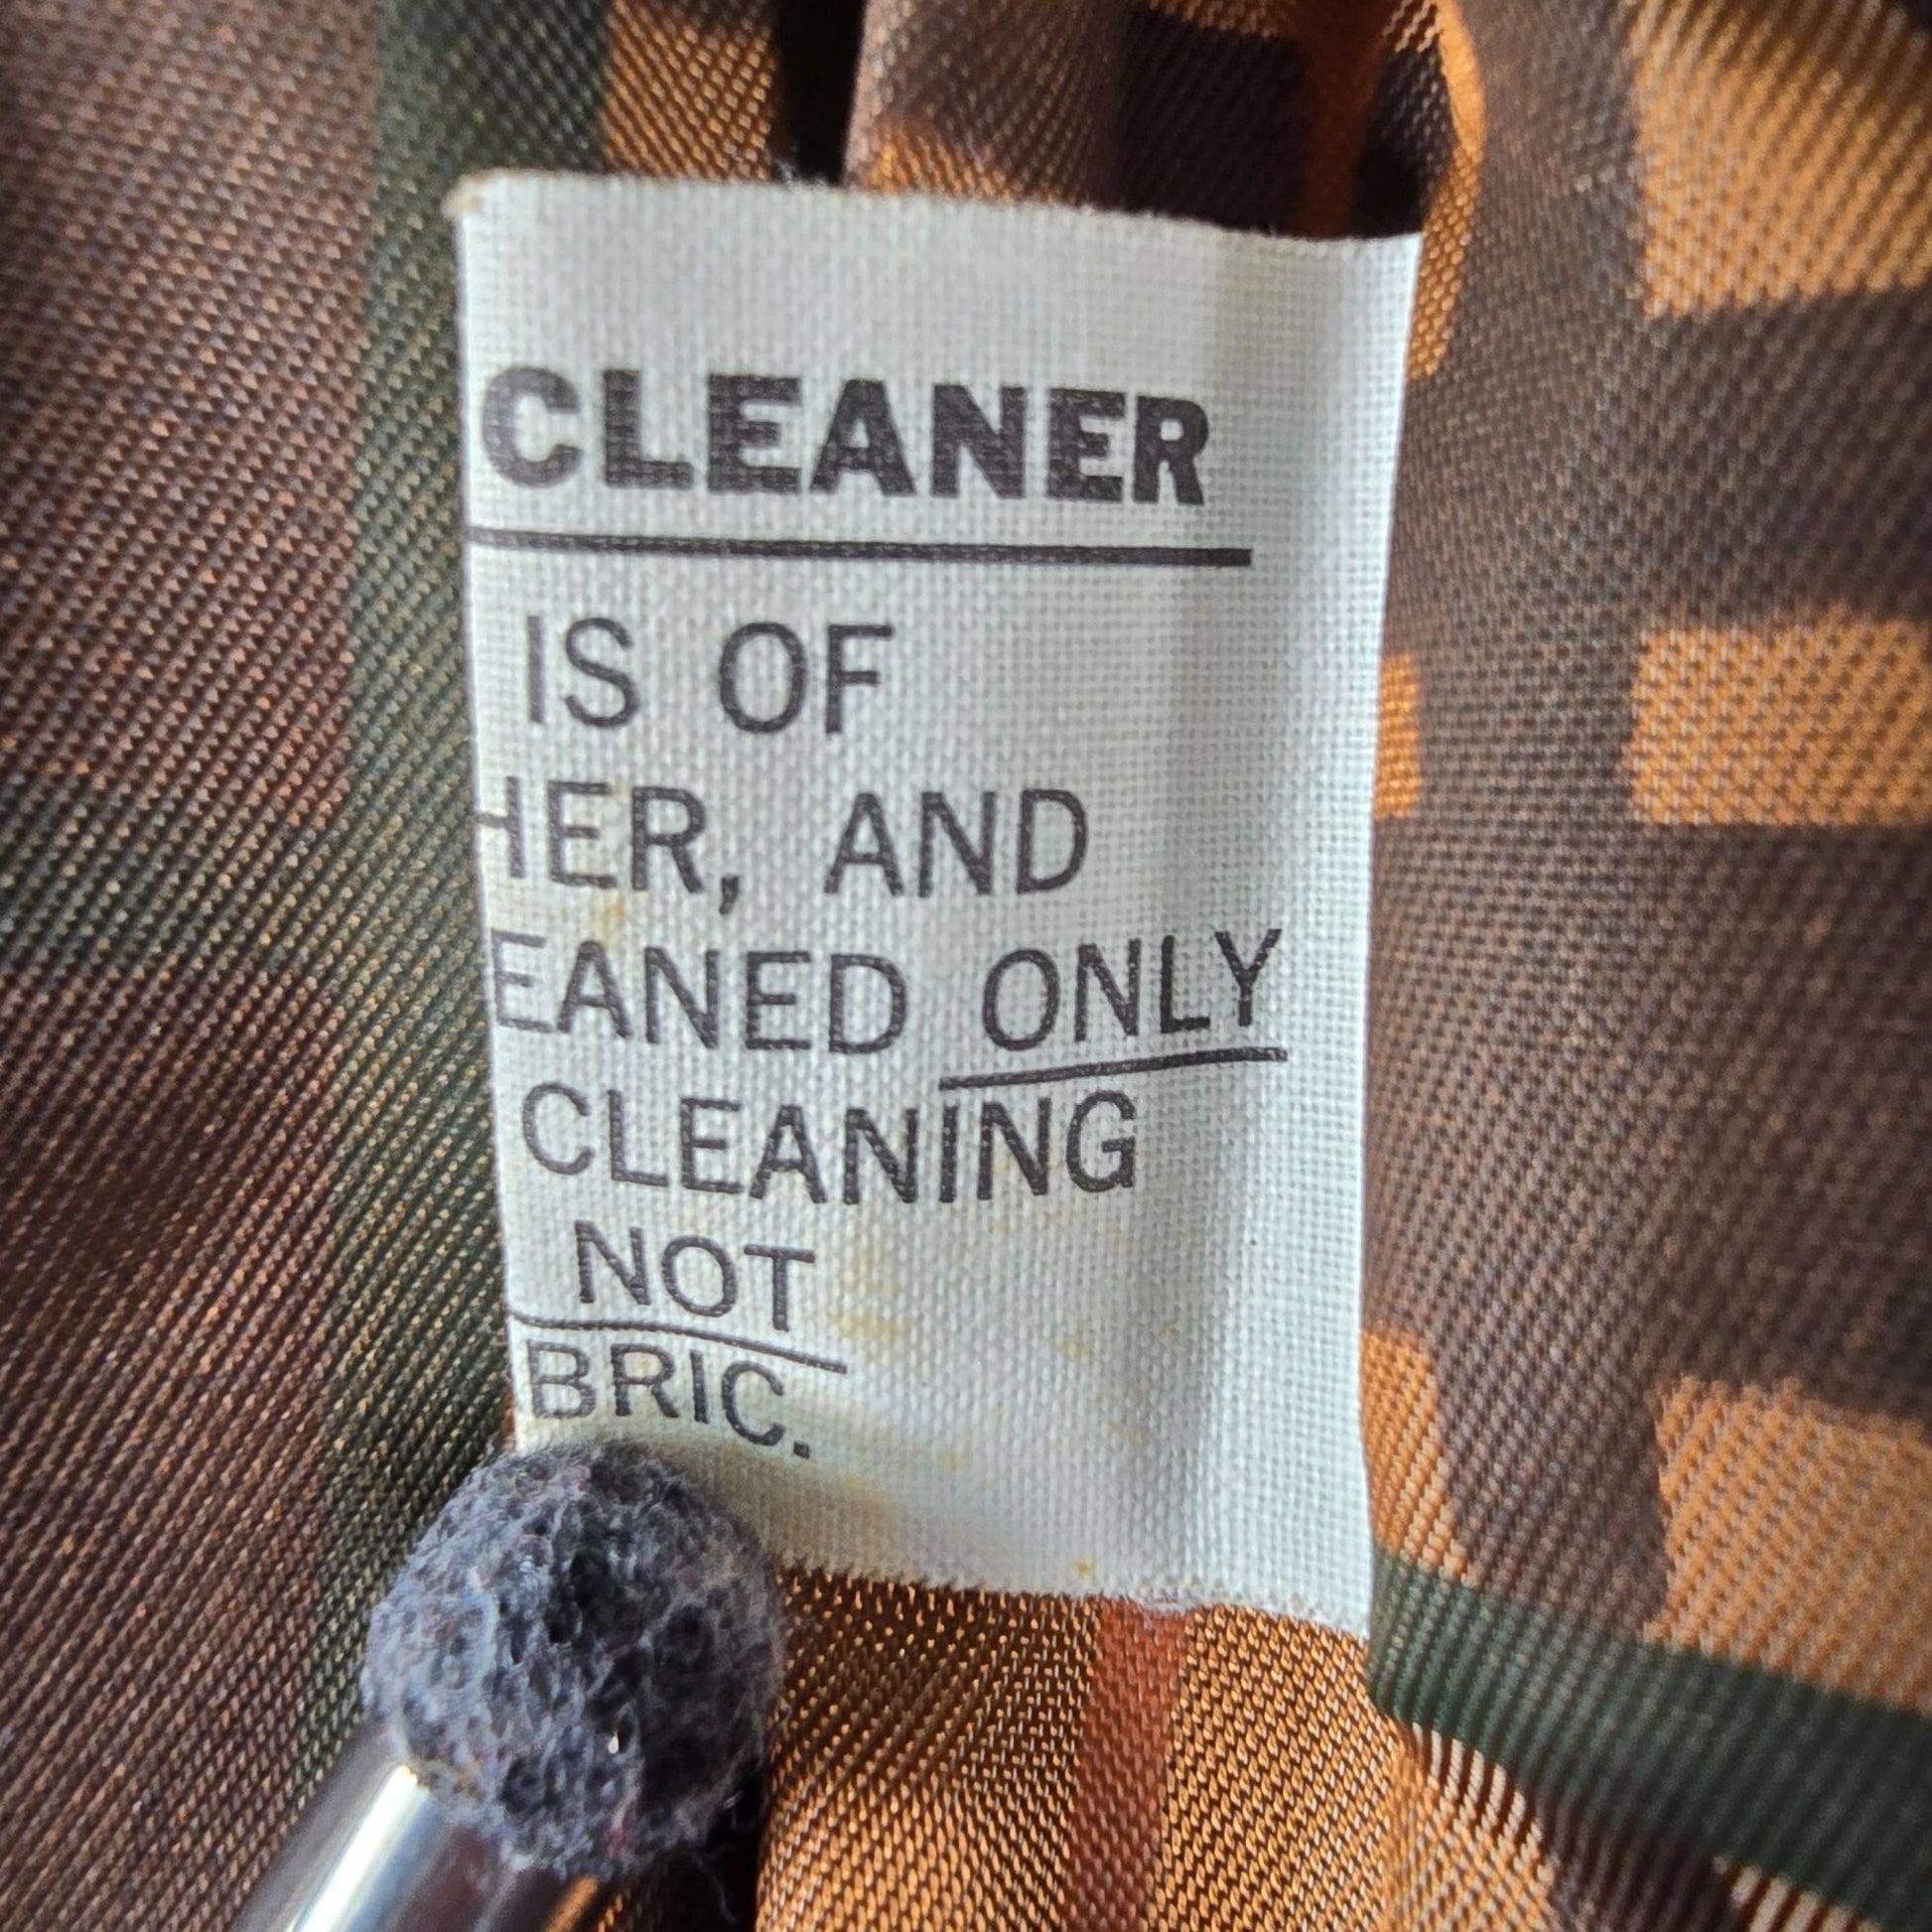 CLEANER
IS OF
HER, AND
EANED ONLY
CLEANING
NOT
BRIC.